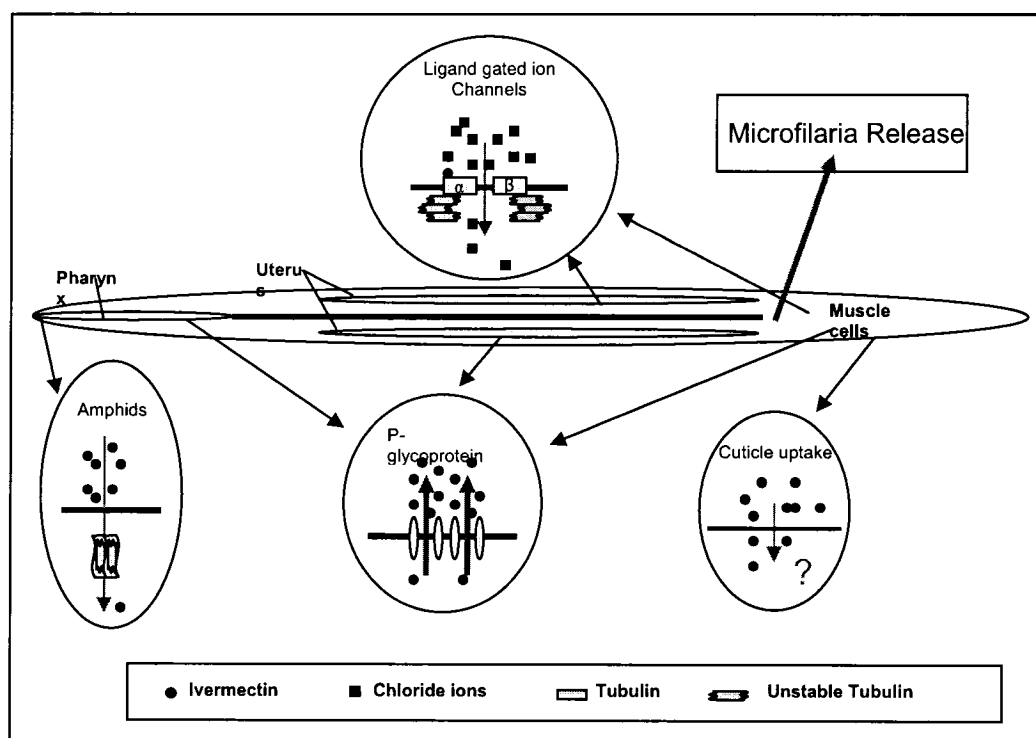 Ligand gated ion
Channels
Microfilaria Release
α β
Pharyn
x
Uteru
s
Muscle
cells
Amphids
P-
glycoprotein
Cuticle uptake
?
Ivermectin Chloride ions Tubulin Unstable Tubulin